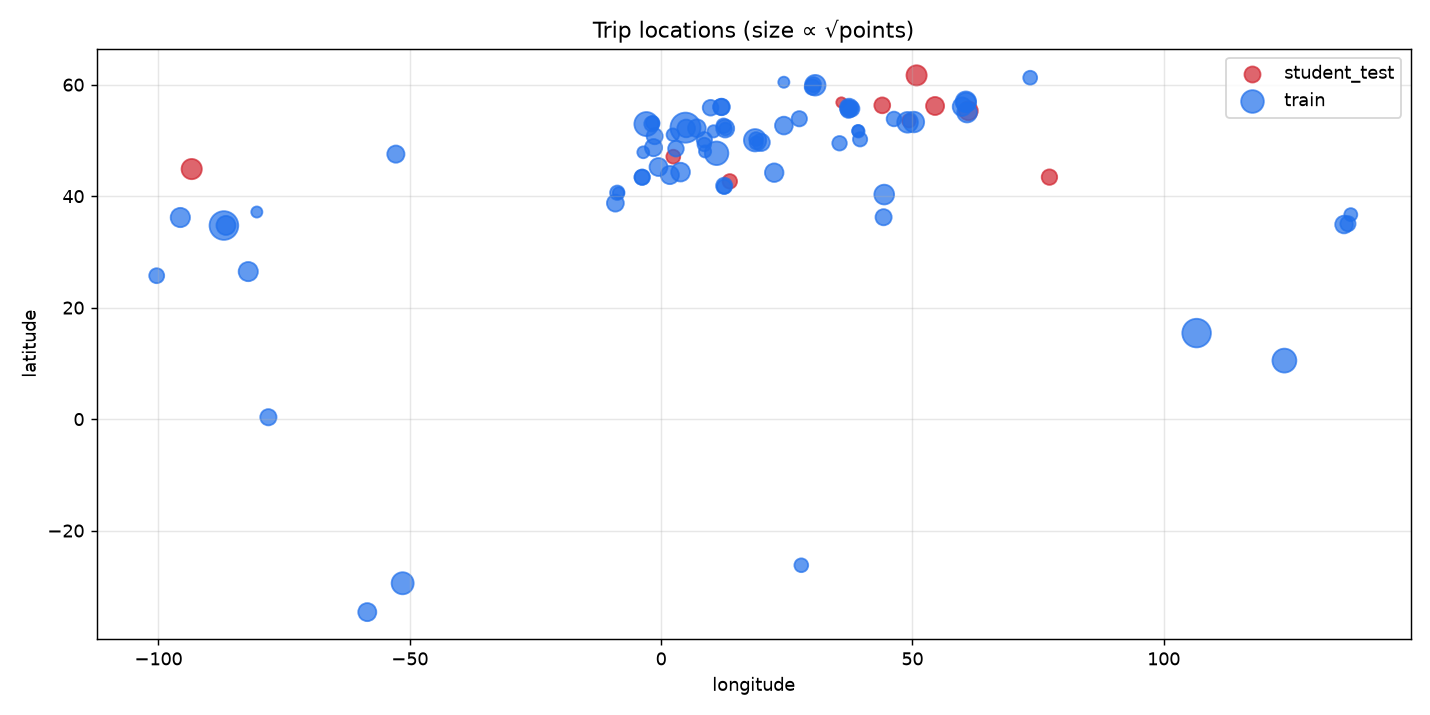 Trip locations (size ∝ √points)
student_test
train
60
40
20
0
−20
latitude
−100
−50
0
50
100
longitude